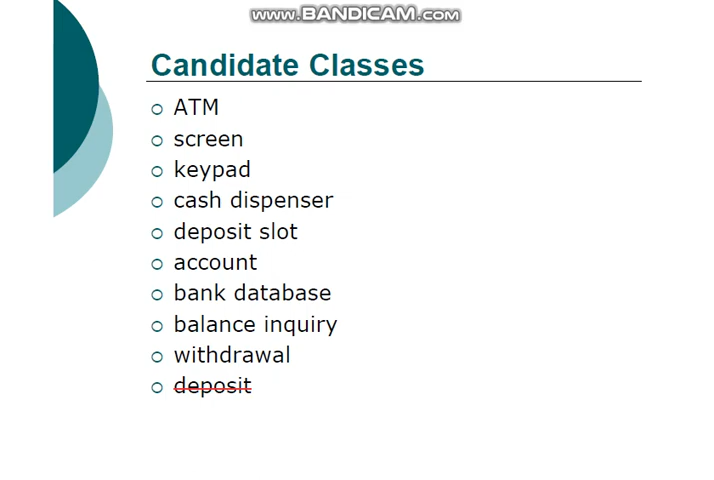 www.BANDICAM.com
Candidate Classes
ATM
screen
keypad
cash dispenser
deposit slot
account
bank database
balance inquiry
withdrawal
deposit